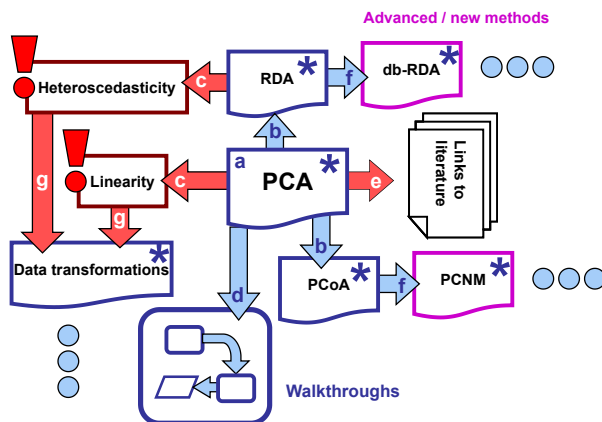 Advanced / new methods
Heteroscedasticity
c
RDA
*
f
db-RDA
*
b
g
Linearity
c
a
PCA
*
e
Links to
literature
g
b
Data transformations
*
d
PCoA
*
f
PCNM
*
Walkthroughs